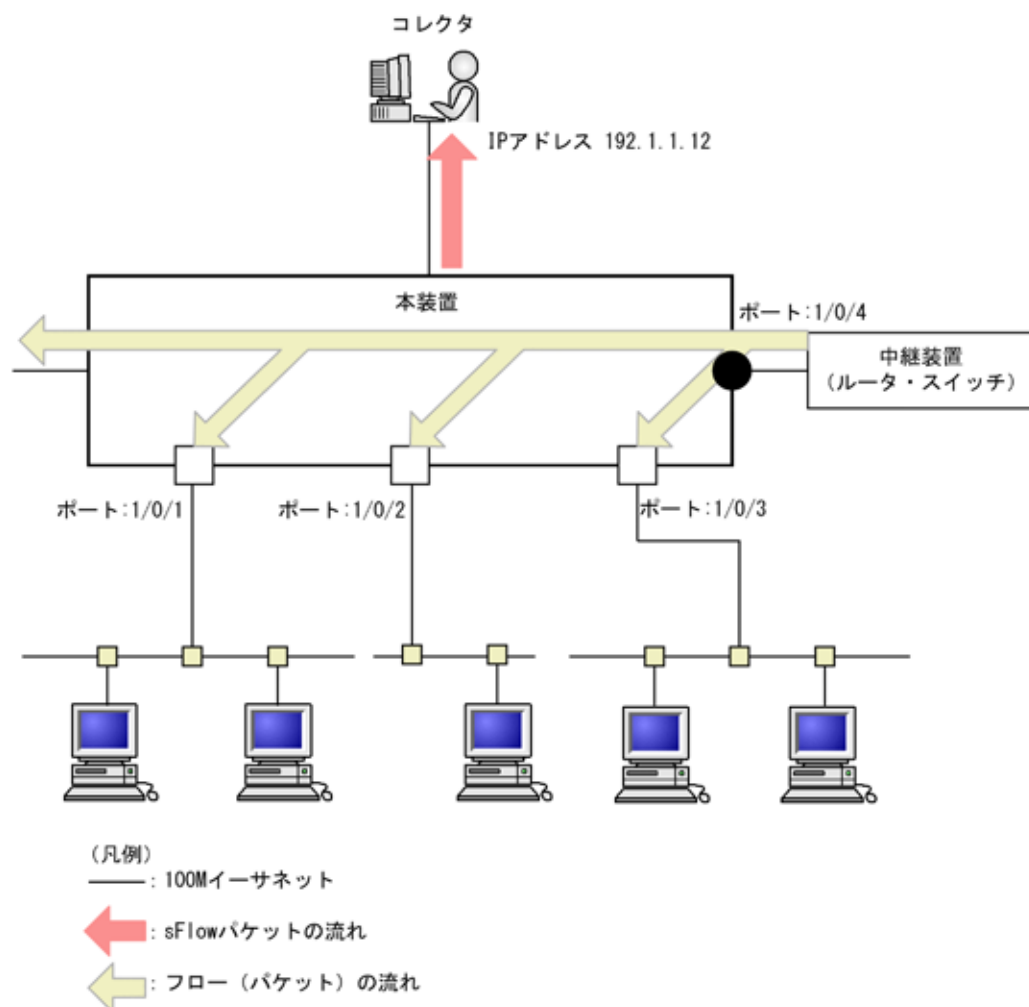 コレクタ
IPアドレス 192.1.1.12
本装置
ポート:1/0/4
中継装置
(ルータ・スイッチ)
ポート:1/0/1
ポート:1/0/2
ポート:1/0/3
(凡例)
: 100Mイーサネット
: sFlowパケットの流れ
: フロー(パケット)の流れ